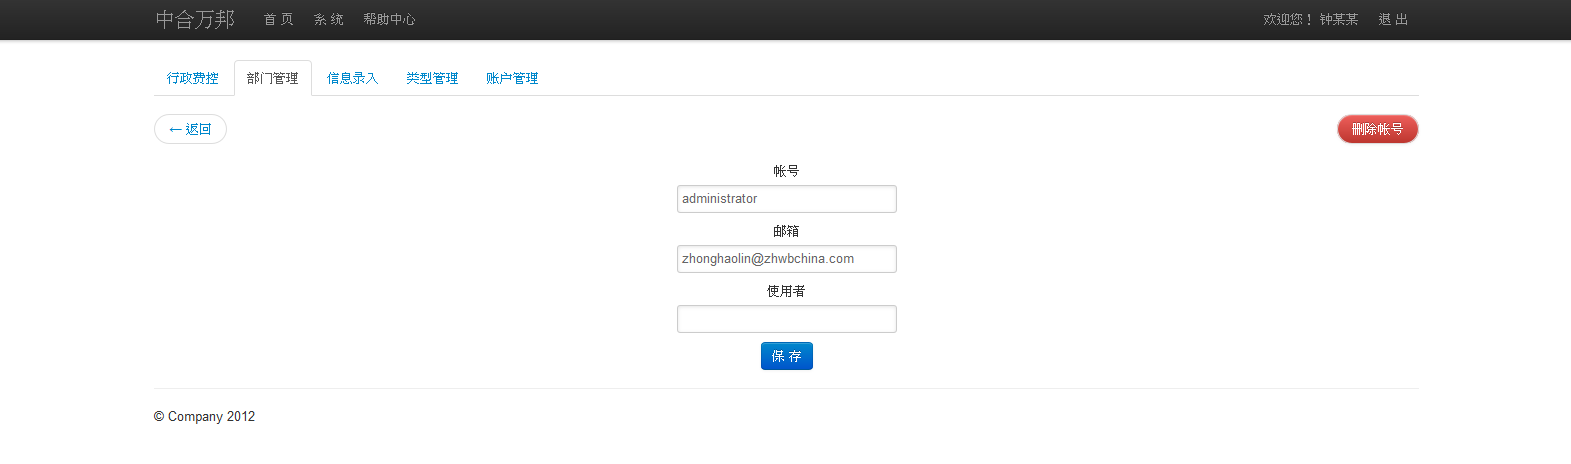 中合万邦 首 页 系 统 帮助中心 欢迎您！ 钟某某 退 出
行政费控 部门管理 信息录入 类型管理 账户管理
← 返回 删除帐号
帐号
administrator
邮箱
zhonghaolin@zhwbchina.com
使用者
保 存
© Company 2012